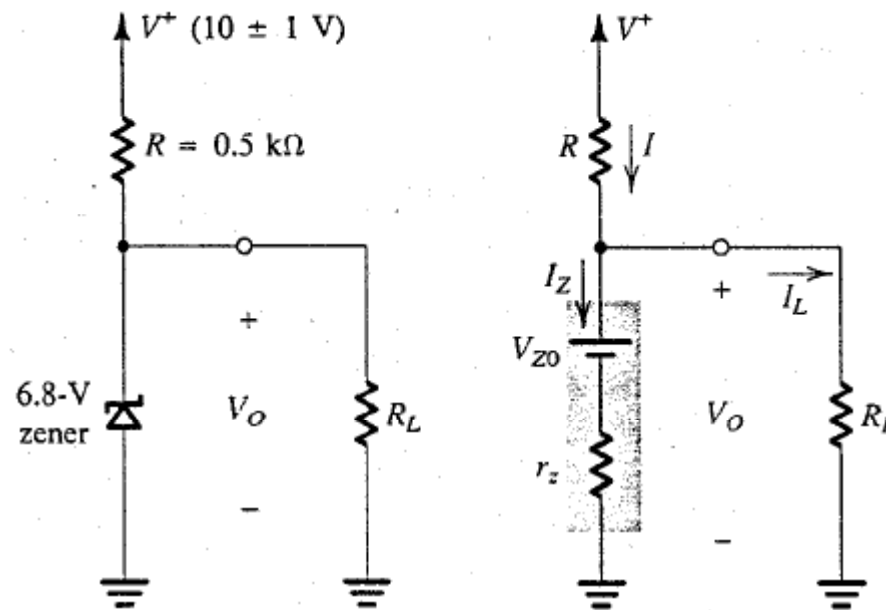 V⁺ (10 ± 1 V)
R = 0.5 kΩ
6.8-V
zener
+
V_O
−
R_L
V⁺
R
I
I_Z
V_Z0
r_z
+
I_L
V_O
−
R